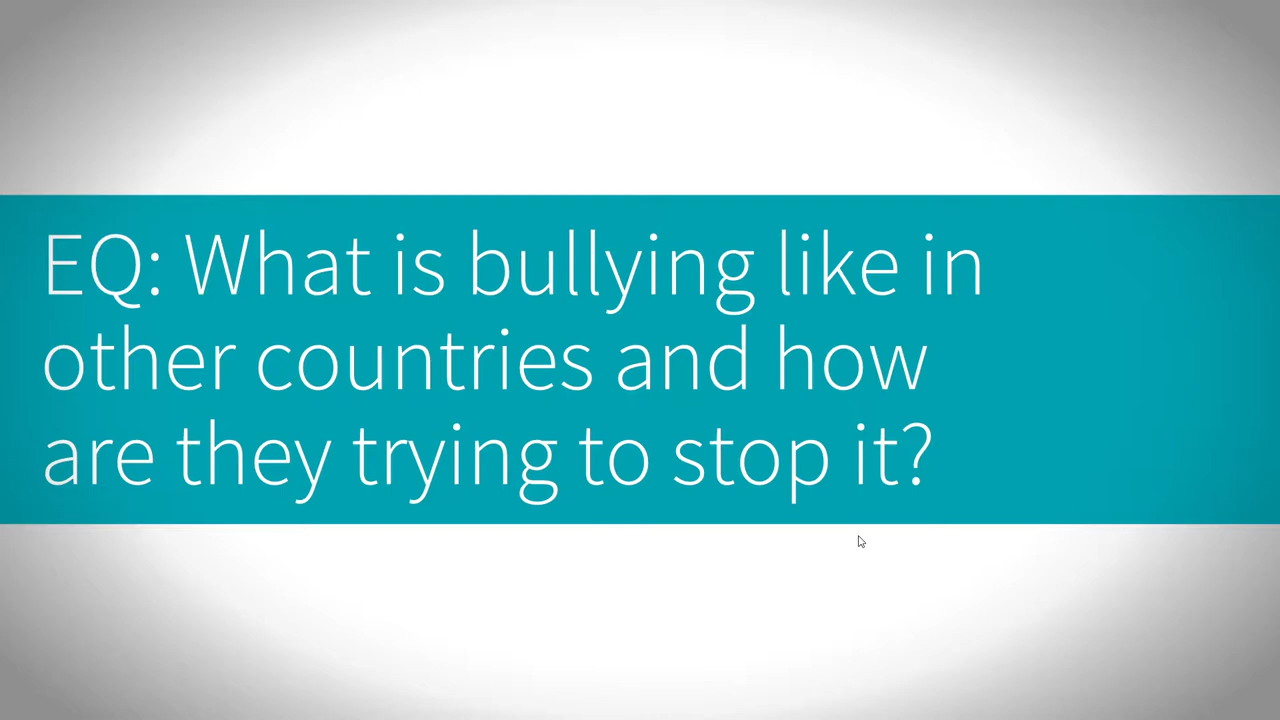 EQ: What is bullying like in
other countries and how
are they trying to stop it?